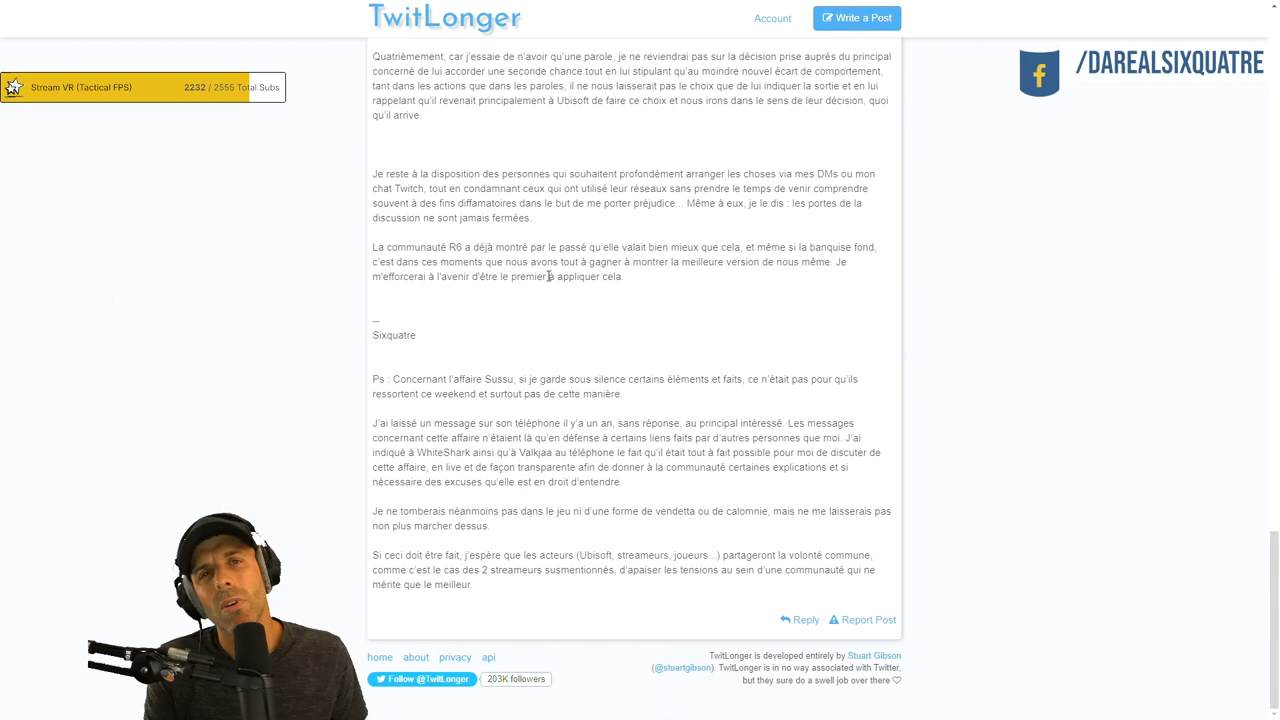 TwitLonger
Account
Write a Post
/DAREALSIXQUATRE
Stream VR (Tactical FPS)
2232 / 2555 Total Subs
Quatrièmement, car j'essaie de n'avoir qu'une parole, je ne reviendrai pas sur la décision prise auprès du principal
concerné de lui accorder une seconde chance tout en lui stipulant qu'au moindre nouvel écart de comportement,
tant dans les actions que dans les paroles, il ne nous laisserait pas le choix que de lui indiquer la sortie et en lui
rappelant qu'il revenait principalement à Ubisoft de faire ce choix et nous irons dans le sens de leur décision, quoi
qu'il arrive.
Je reste à la disposition des personnes qui souhaitent profondément arranger les choses via mes DMs ou mon
chat Twitch, tout en condamnant ceux qui ont utilisé leur réseaux sans prendre le temps de venir comprendre
souvent à des fins diffamatoires dans le but de me porter préjudice... Même à eux, je le dis : les portes de la
discussion ne sont jamais fermées.
La communauté R6 a déjà montré par le passé qu'elle valait bien mieux que cela, et même si la banquise fond,
c'est dans ces moments que nous avons tout à gagner à montrer la meilleure version de nous même. Je
m'efforcerai à l'avenir d'être le premier à appliquer cela.
--
Sixquatre
Ps : Concernant l'affaire Sussu, si je garde sous silence certains éléments et faits, ce n'était pas pour qu'ils
ressortent ce weekend et surtout pas de cette manière.
J'ai laissé un message sur son téléphone il y'a un an, sans réponse, au principal intéressé. Les messages
concernant cette affaire n'étaient là qu'en défense à certains liens faits par d'autres personnes que moi. J'ai
indiqué à WhiteShark ainsi qu'à Valkjaa au téléphone le fait qu'il était tout à fait possible pour moi de discuter de
cette affaire, en live et de façon transparente afin de donner à la communauté certaines explications et si
nécessaire des excuses qu'elle est en droit d'entendre.
Je ne tomberais néanmoins pas dans le jeu ni d'une forme de vendetta ou de calomnie, mais ne me laisserais pas
non plus marcher dessus.
Si ceci doit être fait, j'espère que les acteurs (Ubisoft, streameurs, joueurs...) partageront la volonté commune,
comme c'est le cas des 2 streameurs susmentionnés, d'apaiser les tensions au sein d'une communauté qui ne
mérite que le meilleur.
Reply · Report Post
home about privacy api
Follow @TwitLonger 203K followers
TwitLonger is developed entirely by Stuart Gibson
(@stuartgibson). TwitLonger is in no way associated with Twitter,
but they sure do a swell job over there